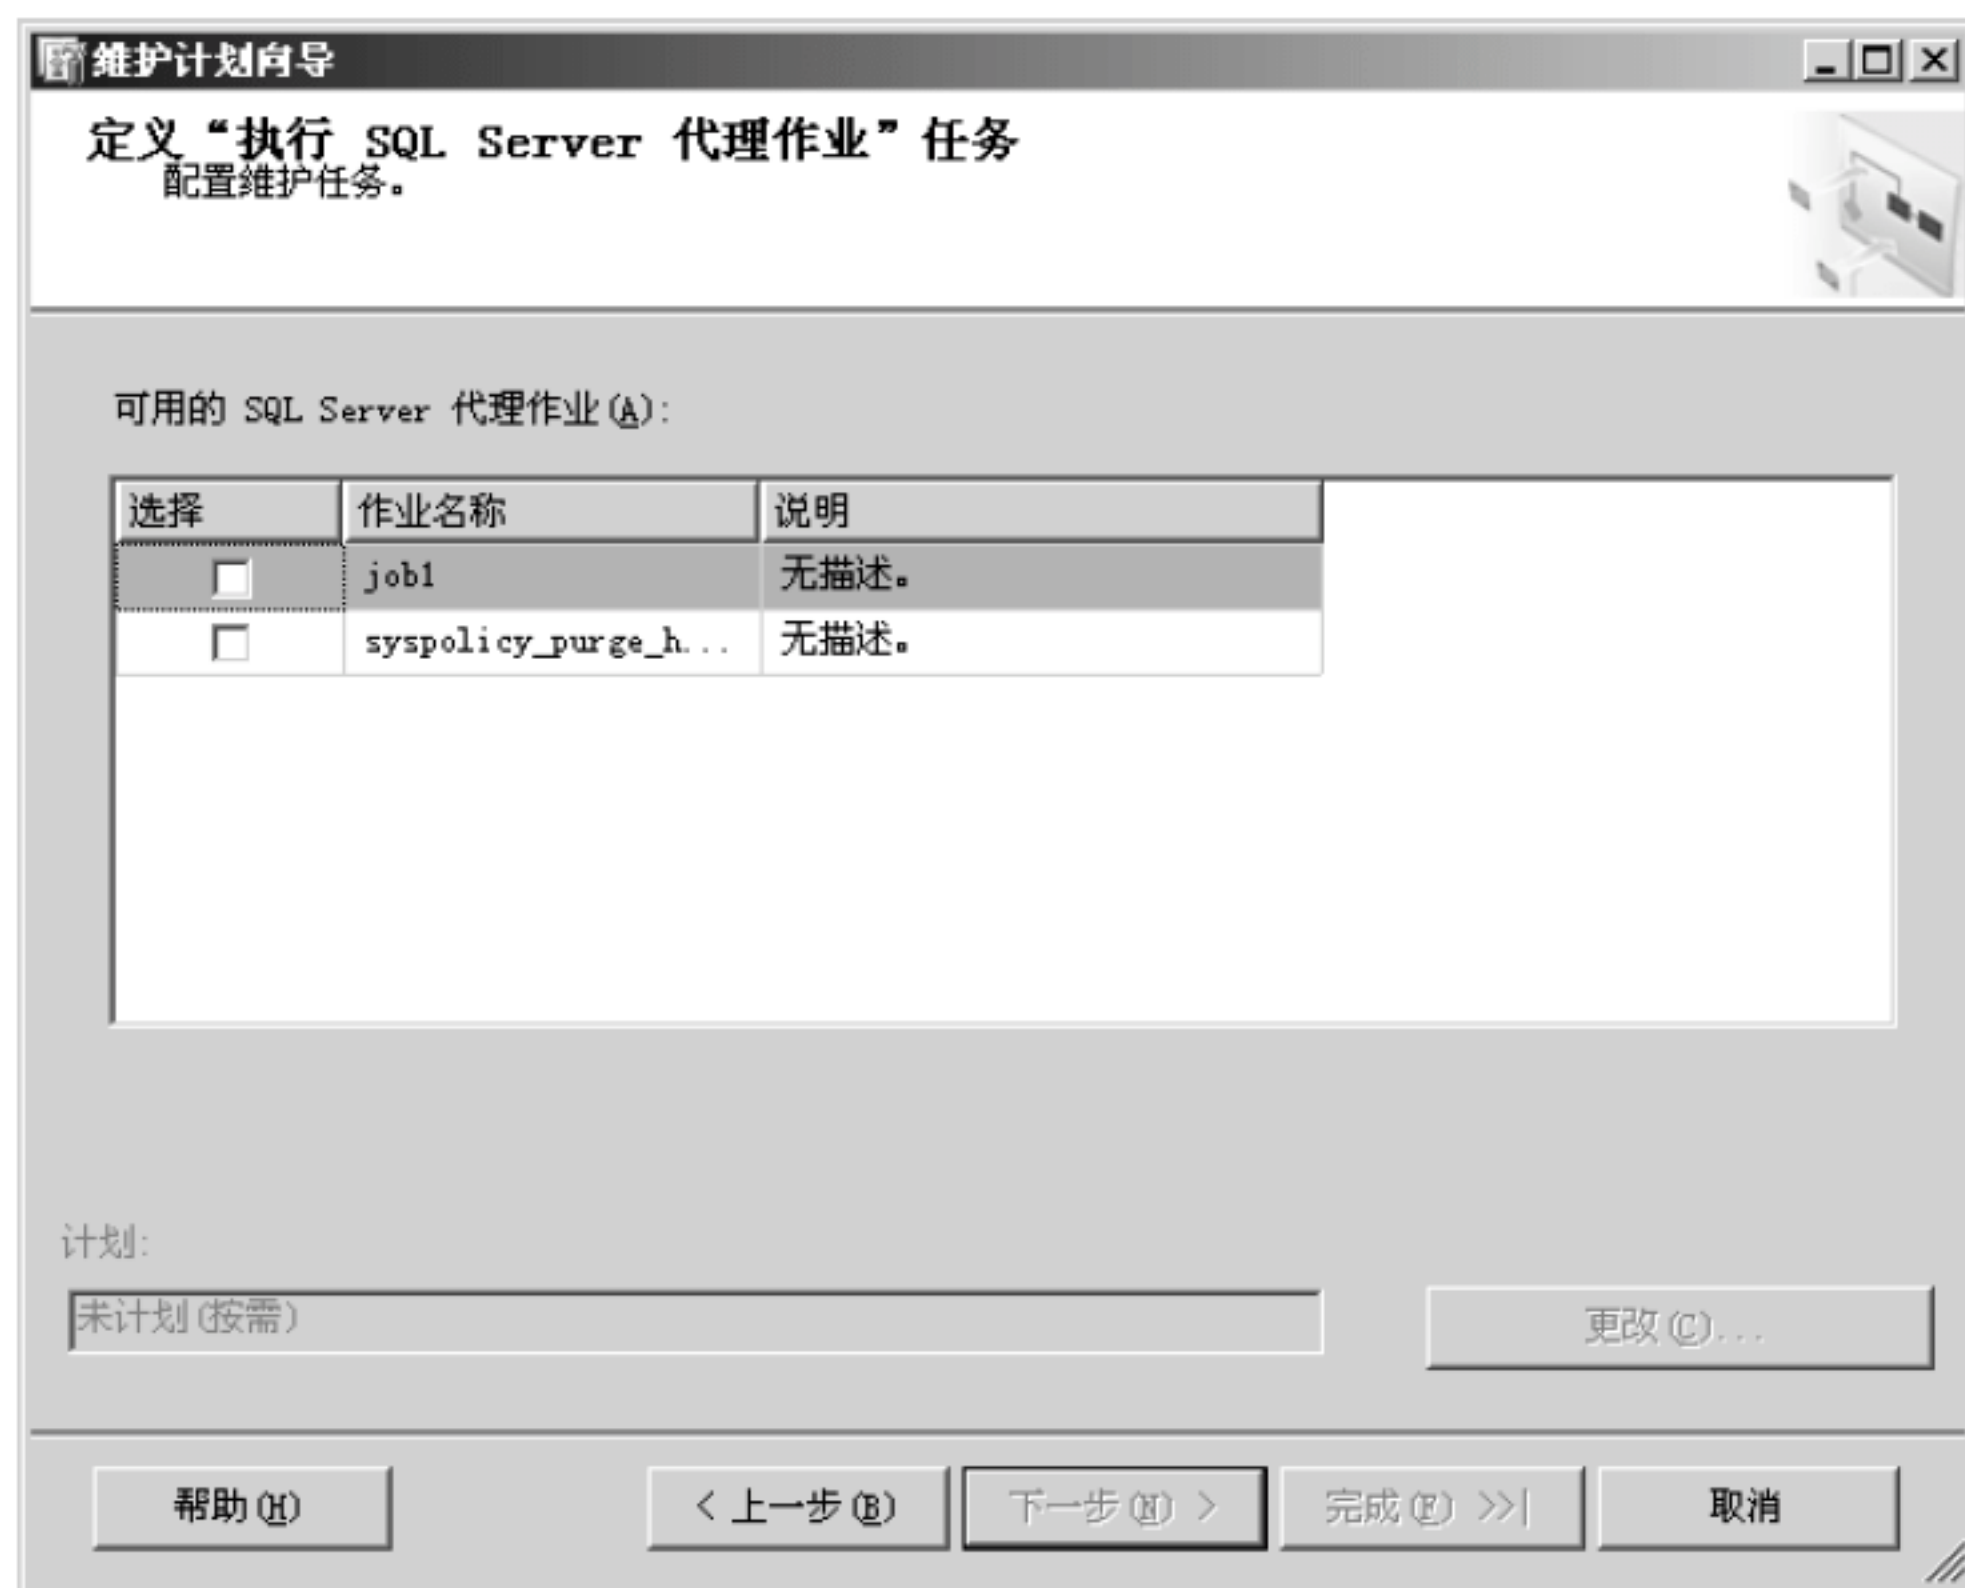 维护计划向导
定义“执行 SQL Server 代理作业”任务
配置维护任务。
可用的 SQL Server 代理作业(A):
选择 作业名称 说明
job1 无描述。
syspolicy_purge_h... 无描述。
计划:
未计划(按需)
更改(C)...
帮助(H) < 上一步(B) 下一步(N) > 完成(F) >>| 取消